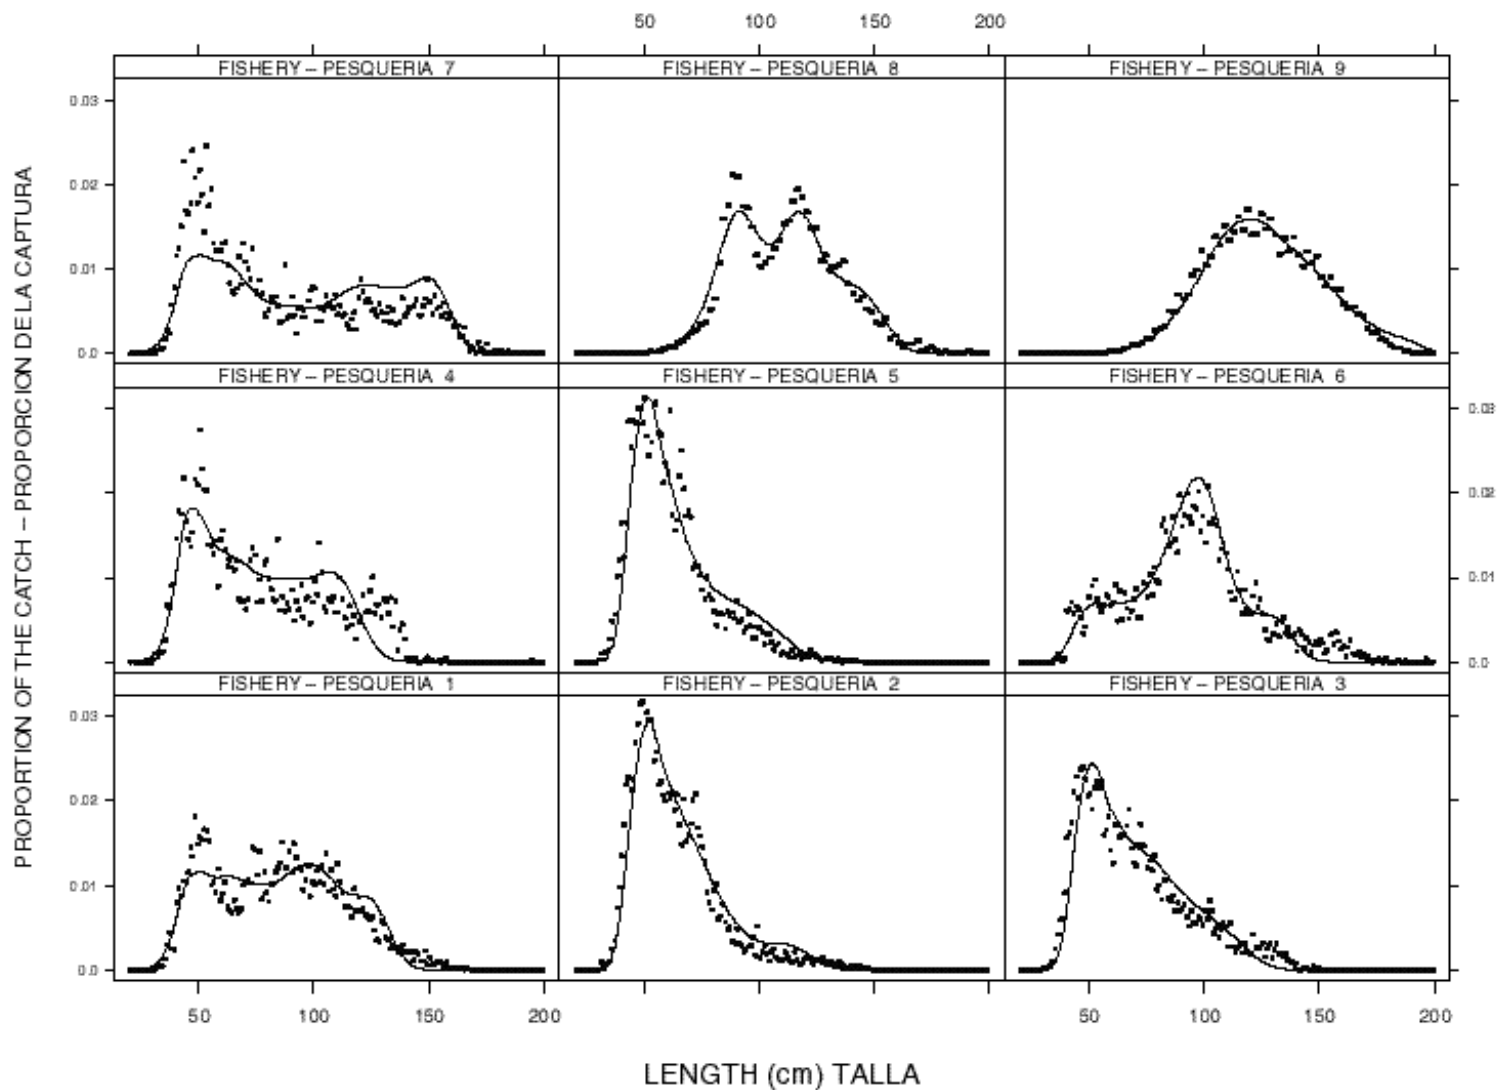 50 100 150 200
FISHERY – PESQUERIA 7 FISHERY – PESQUERIA 8 FISHERY – PESQUERIA 9
0.03
0.02
0.01
0.0
FISHERY – PESQUERIA 4 FISHERY – PESQUERIA 5 FISHERY – PESQUERIA 6
0.03
0.02
0.01
0.0
FISHERY – PESQUERIA 1 FISHERY – PESQUERIA 2 FISHERY – PESQUERIA 3
0.03
0.02
0.01
0.0
50 100 150 200 50 100 150 200
LENGTH (cm) TALLA
PROPORTION OF THE CATCH – PROPORCION DE LA CAPTURA